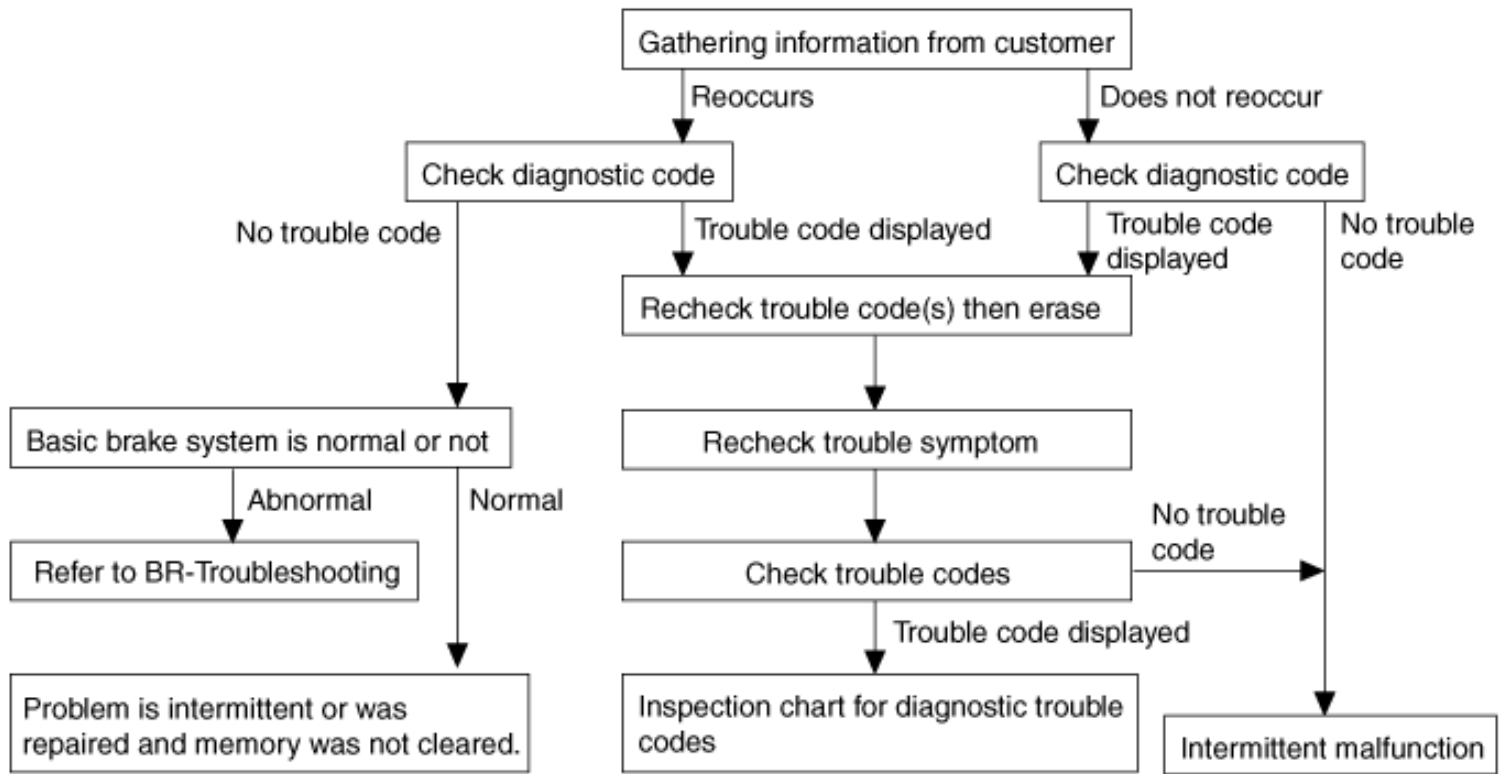 Gathering information from customer
Reoccurs
Does not reoccur
Check diagnostic code
Check diagnostic code
No trouble code
Trouble code displayed
Trouble code
displayed
No trouble
code
Recheck trouble code(s) then erase
Basic brake system is normal or not
Recheck trouble symptom
Abnormal
Normal
No trouble
code
Refer to BR-Troubleshooting
Check trouble codes
Trouble code displayed
Problem is intermittent or was
repaired and memory was not cleared.
Inspection chart for diagnostic trouble
codes
Intermittent malfunction